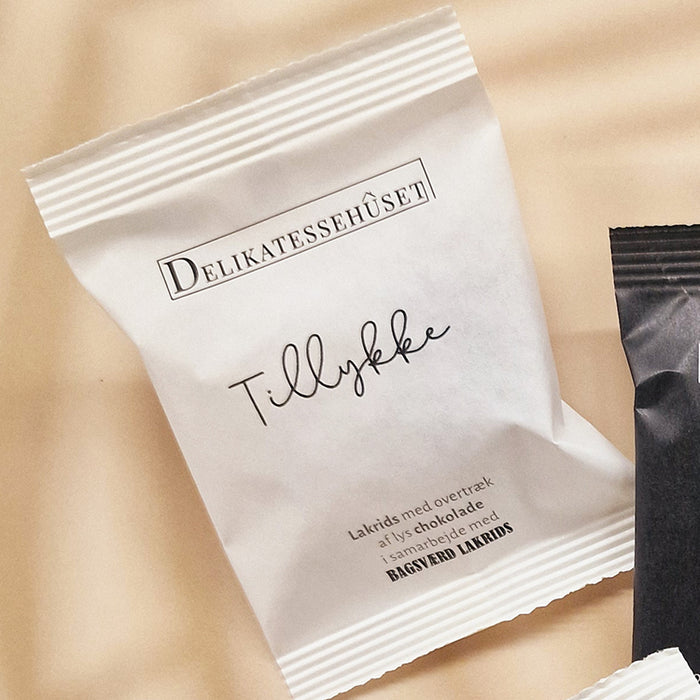 DELIKATESSEHÛSET
Tillykke
Lakrids med overtræk
af lys chokolade
i samarbejde med
BAGSVÆRD LAKRIDS